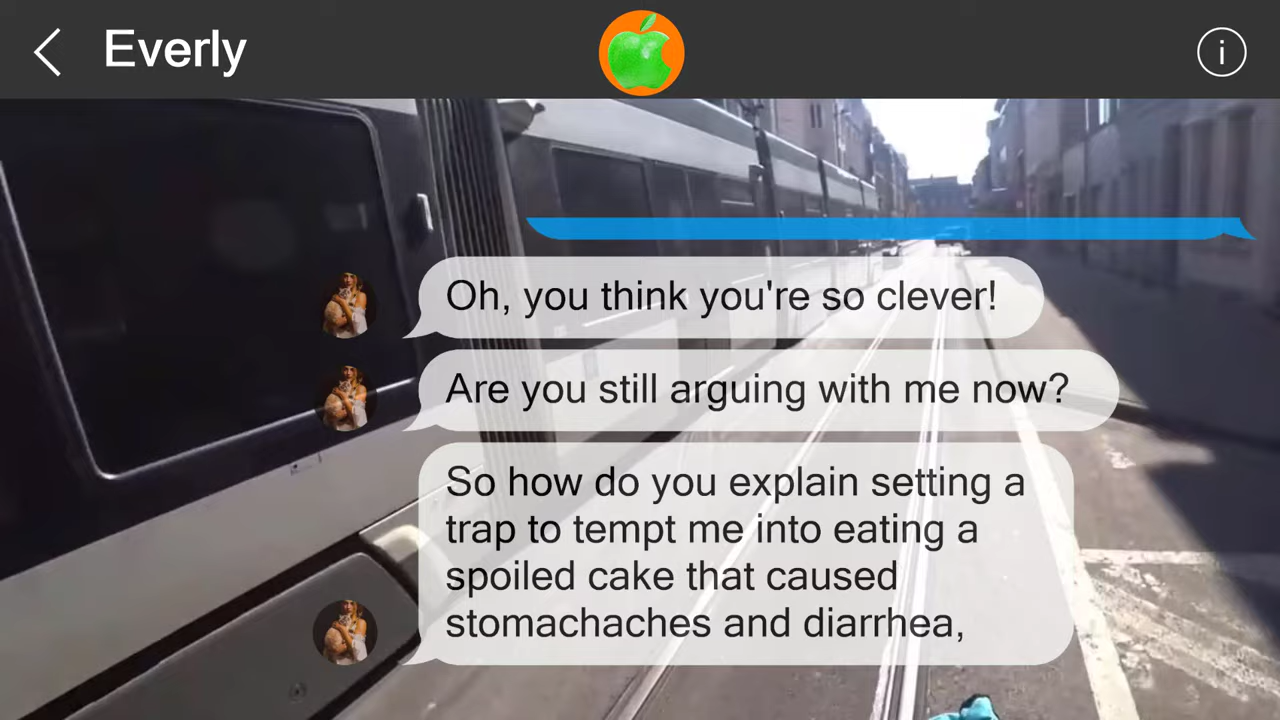 Everly
Oh, you think you're so clever!
Are you still arguing with me now?
So how do you explain setting a
trap to tempt me into eating a
spoiled cake that caused
stomachaches and diarrhea,